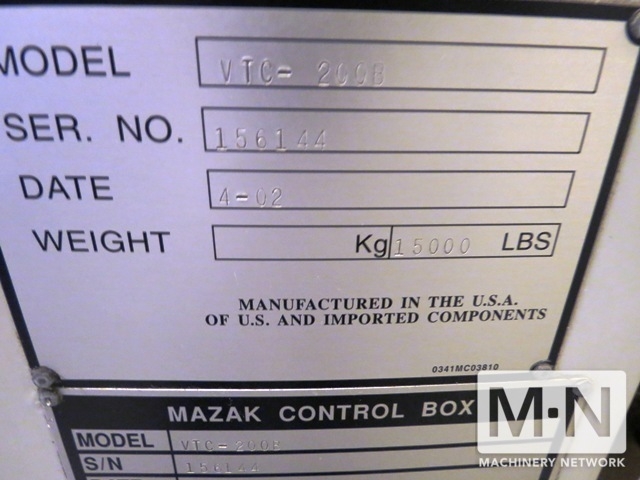 MODEL VTC-200B
SER. NO. 156144
DATE 4-02
WEIGHT Kg 15000 LBS
MANUFACTURED IN THE U.S.A.
OF U.S. AND IMPORTED COMPONENTS
0341MC03810
MAZAK CONTROL BOX
MODEL VTC-200B
S/N 156144
M·N
MACHINERY NETWORK